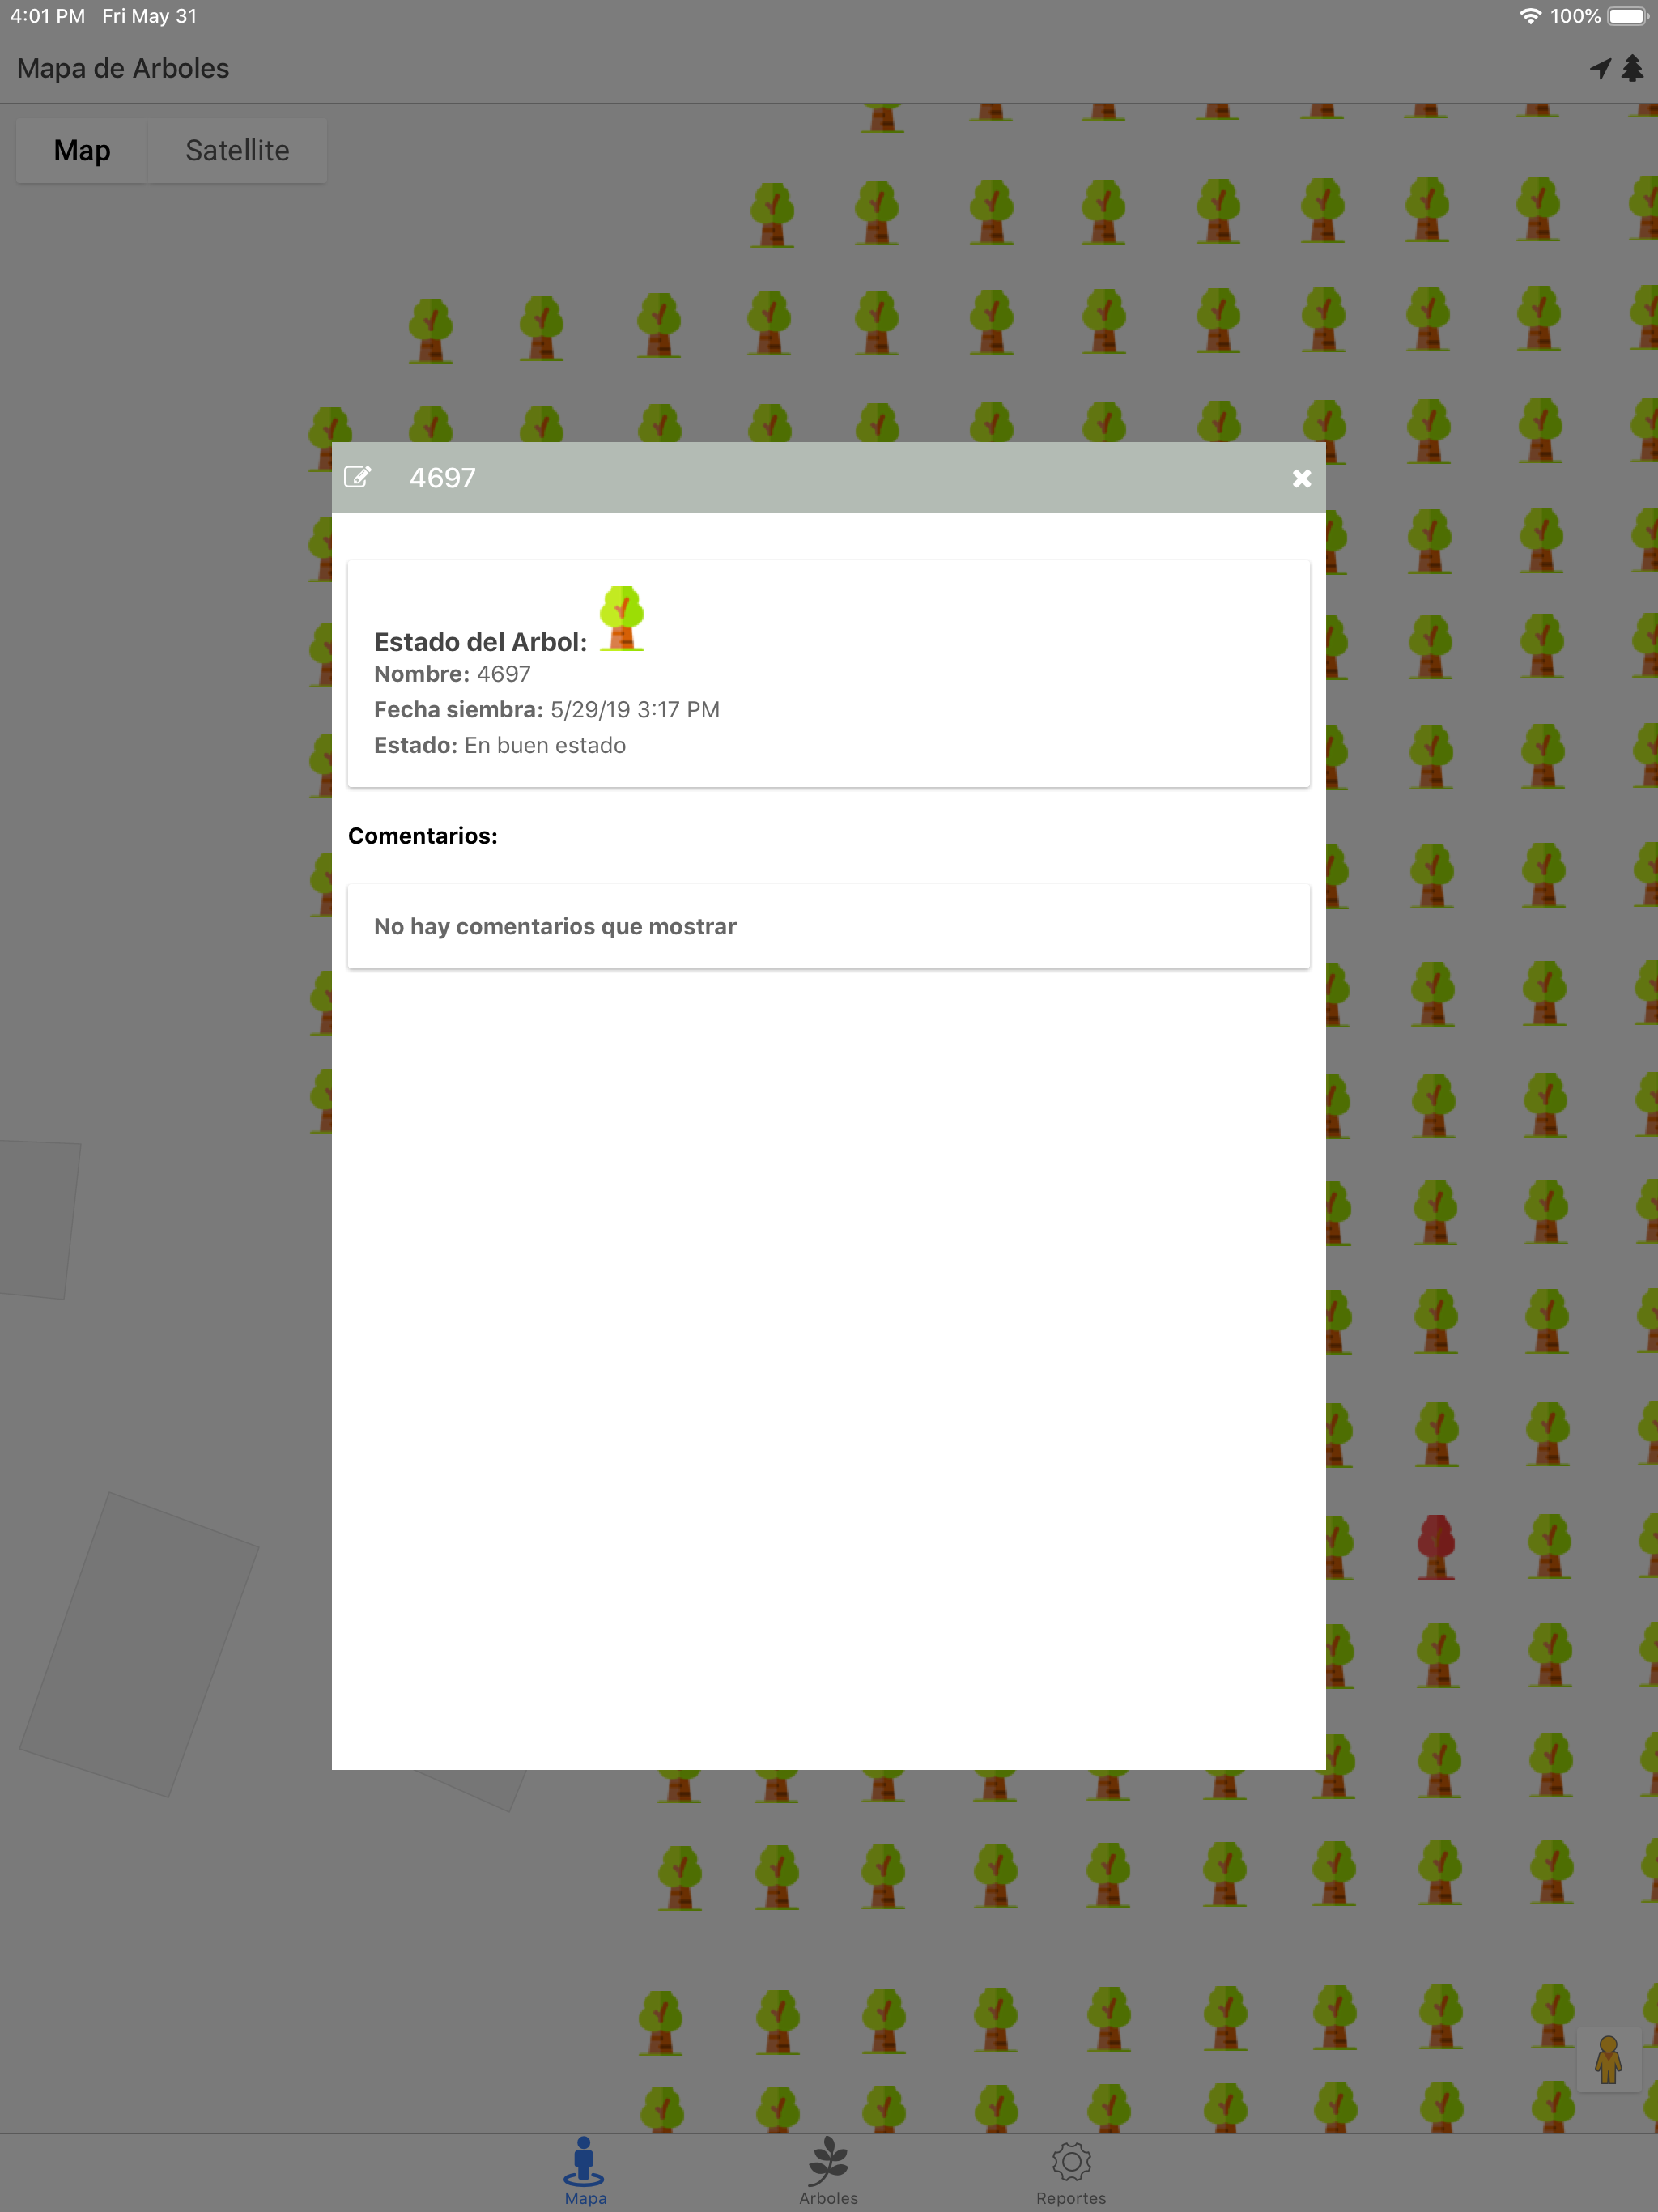 4:01 PM Fri May 31 100%
Mapa de Arboles
Map Satellite
4697
Estado del Arbol:
Nombre: 4697
Fecha siembra: 5/29/19 3:17 PM
Estado: En buen estado
Comentarios:
No hay comentarios que mostrar
Mapa Arboles Reportes